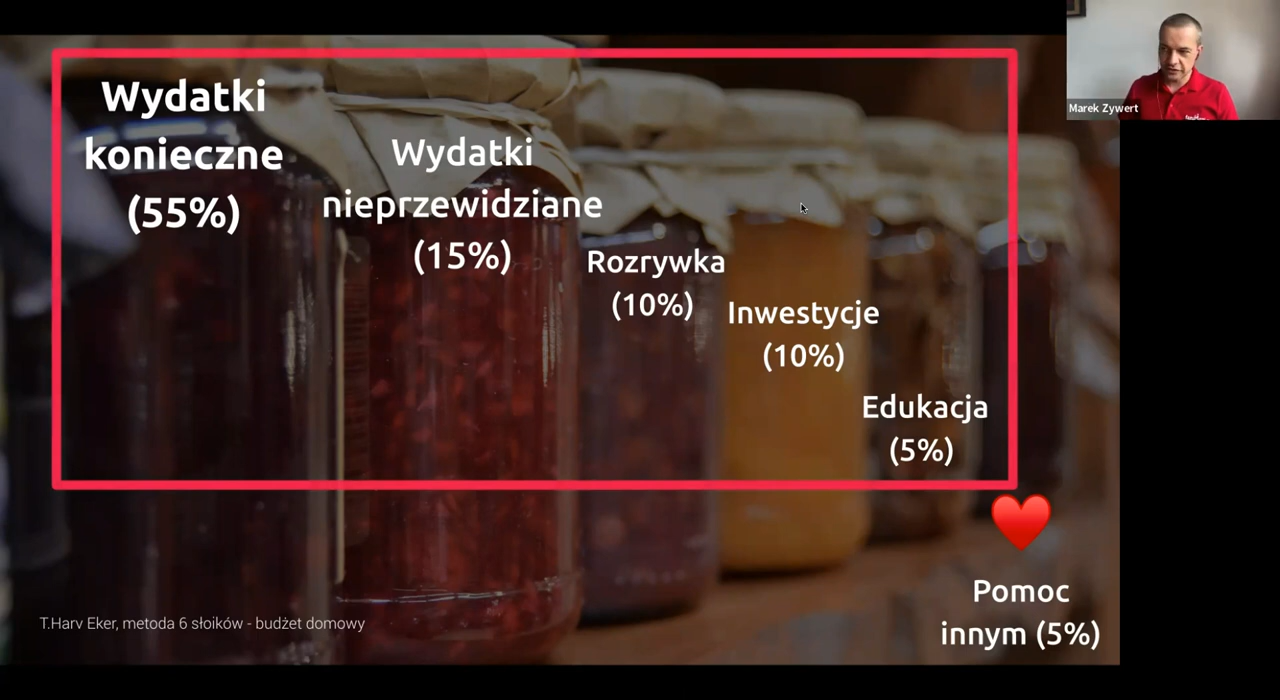 Marek Zywert
Wydatki
konieczne
(55%)
Wydatki
nieprzewidziane
(15%)
Rozrywka
(10%)
Inwestycje
(10%)
Edukacja
(5%)
Pomoc
innym (5%)
T.Harv Eker, metoda 6 słoików - budżet domowy